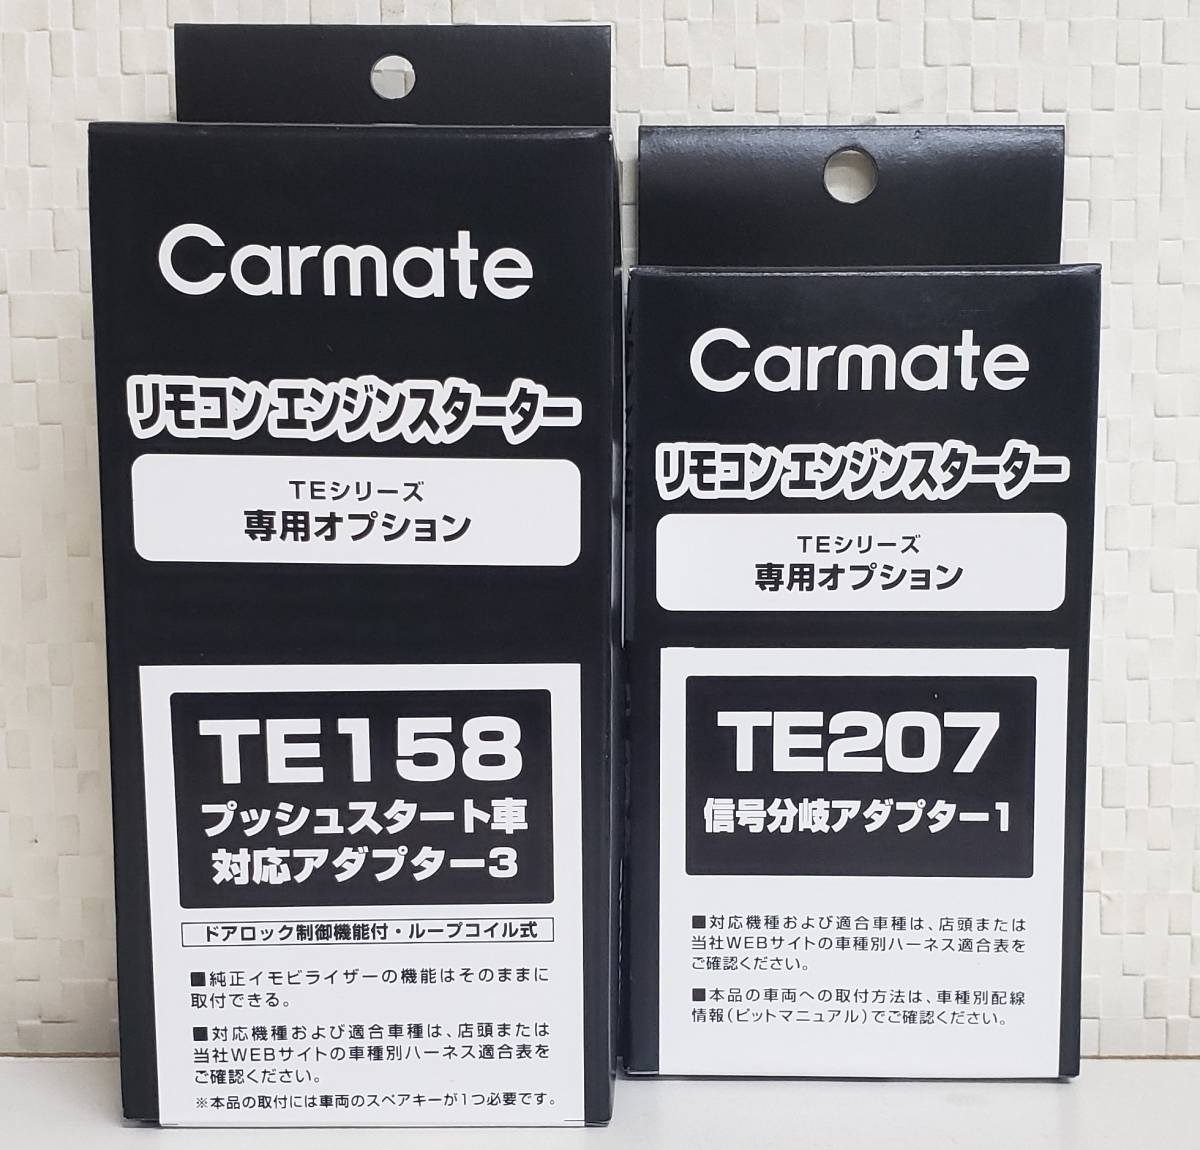 Carmate
リモコン エンジンスターター
TEシリーズ
専用オプション
TE158
プッシュスタート車
対応アダプター3
ドアロック制御機能付・ループコイル式
■純正イモビライザーの機能はそのままに
取付できる。
■対応機種および適合車種は、店頭または
当社WEBサイトの車種別ハーネス適合表を
ご確認ください。
※本品の取付には車両のスペアキーが1つ必要です。
Carmate
リモコン エンジンスターター
TEシリーズ
専用オプション
TE207
信号分岐アダプター1
■対応機種および適合車種は、店頭または
当社WEBサイトの車種別ハーネス適合表を
ご確認ください。
■本品の車両への取付方法は、車種別配線
情報(ピットマニュアル)でご確認ください。